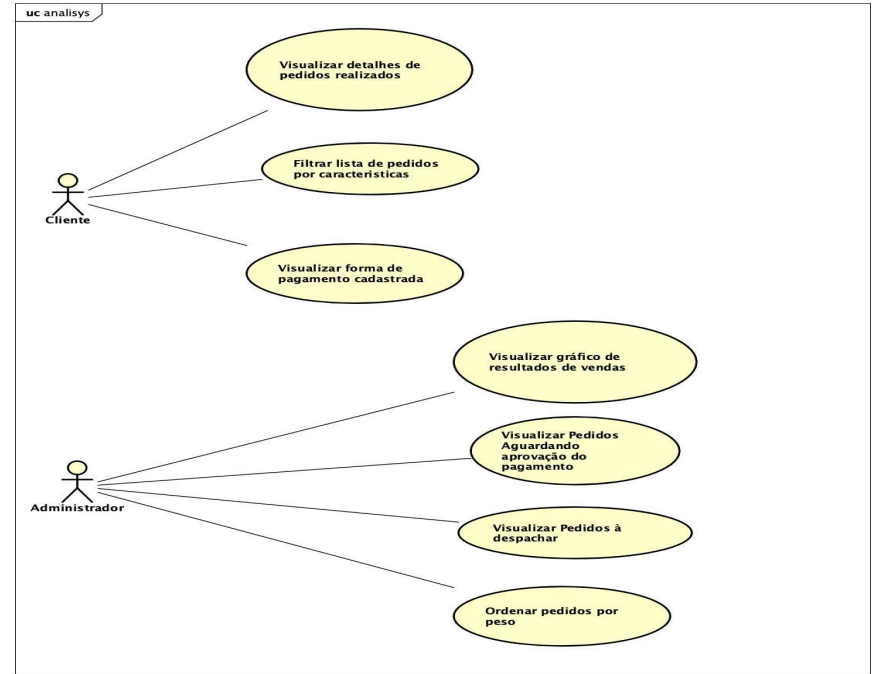 uc analisys
Visualizar detalhes de
pedidos realizados
Filtrar lista de pedidos
por caracteristicas
Cliente
Visualizar forma de
pagamento cadastrada
Visualizar gráfico de
resultados de vendas
Visualizar Pedidos
Aguardando
aprovação do
pagamento
Administrador
Visualizar Pedidos à
despachar
Ordenar pedidos por
peso